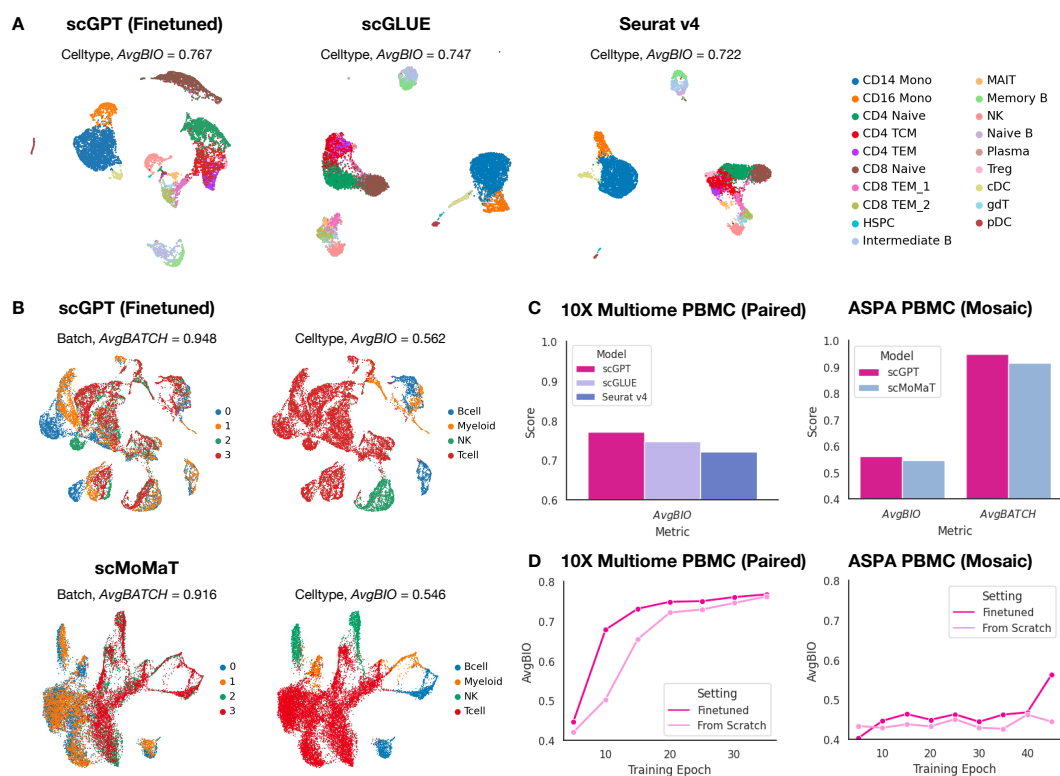 A
scGPT (Finetuned)
Celltype, AvgBIO = 0.767
scGLUE
Celltype, AvgBIO = 0.747
Seurat v4
Celltype, AvgBIO = 0.722
CD14 Mono
CD16 Mono
CD4 Naive
CD4 TCM
CD4 TEM
CD8 Naive
CD8 TEM_1
CD8 TEM_2
HSPC
Intermediate B
MAIT
Memory B
NK
Naive B
Plasma
Treg
cDC
gdT
pDC
B
scGPT (Finetuned)
Batch, AvgBATCH = 0.948
0
1
2
3
Celltype, AvgBIO = 0.562
Bcell
Myeloid
NK
Tcell
scMoMaT
Batch, AvgBATCH = 0.916
0
1
2
3
Celltype, AvgBIO = 0.546
Bcell
Myeloid
NK
Tcell
C
10X Multiome PBMC (Paired)
1.0
0.9
0.8
0.7
0.6
Score
Model
scGPT
scGLUE
Seurat v4
AvgBIO
Metric
ASPA PBMC (Mosaic)
1.0
0.9
0.8
0.7
0.6
0.5
0.4
Score
Model
scGPT
scMoMaT
AvgBIO AvgBATCH
Metric
D
10X Multiome PBMC (Paired)
0.8
0.7
0.6
0.5
0.4
AvgBIO
Setting
Finetuned
From Scratch
10 20 30
Training Epoch
ASPA PBMC (Mosaic)
0.8
0.7
0.6
0.5
0.4
AvgBIO
Setting
Finetuned
From Scratch
10 20 30 40
Training Epoch